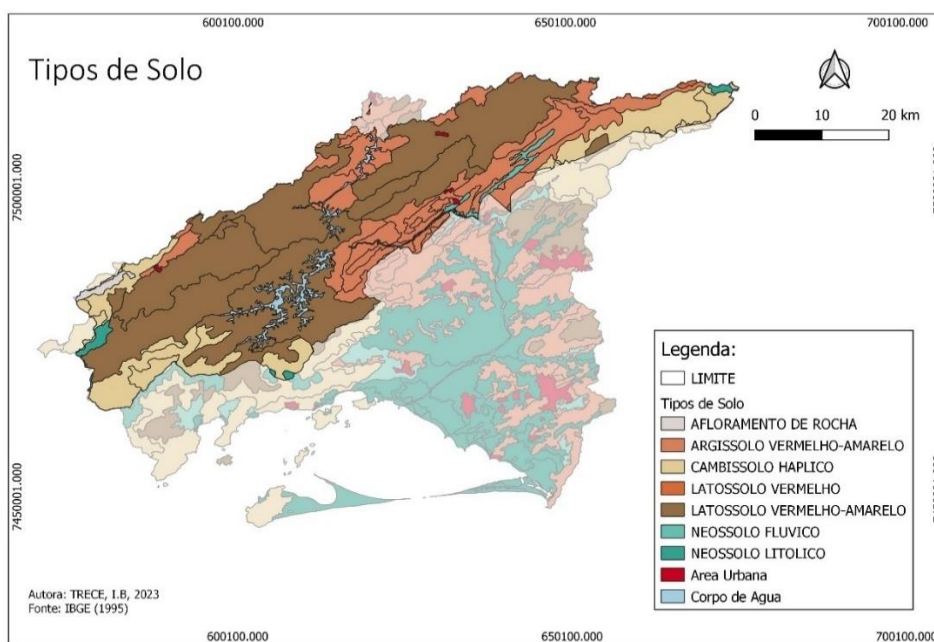 600100.000
650100.000
700100.000
Tipos de Solo
0 10 20 km
7500001.000
7450001.000
Legenda:
LIMITE
Tipos de Solo
AFLORAMENTO DE ROCHA
ARGISSOLO VERMELHO-AMARELO
CAMBISSOLO HAPLICO
LATOSSOLO VERMELHO
LATOSSOLO VERMELHO-AMARELO
NEOSSOLO FLUVICO
NEOSSOLO LITOLICO
Area Urbana
Corpo de Agua
Autora: TRECE, I.B, 2023
Fonte: IBGE (1995)
600100.000
650100.000
700100.000